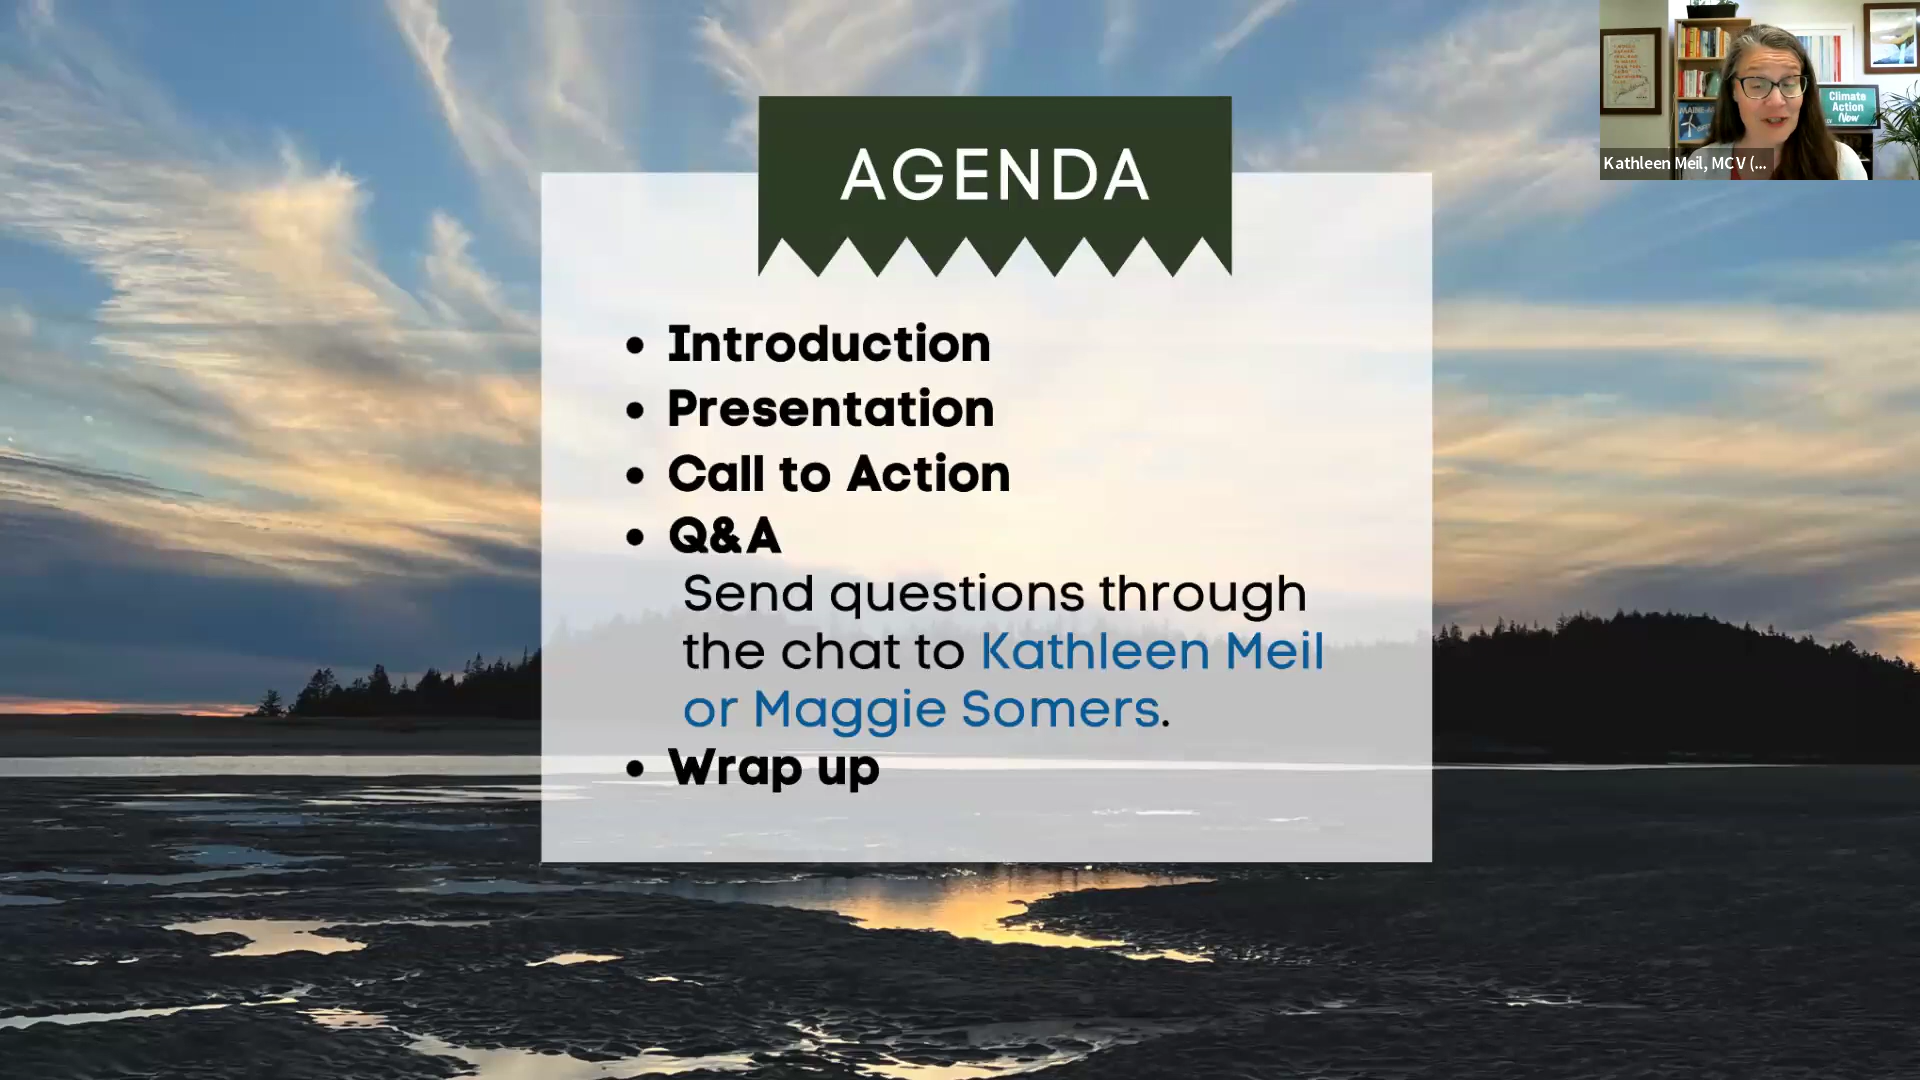 AGENDA
Introduction
Presentation
Call to Action
Q&A
Send questions through
the chat to Kathleen Meil
or Maggie Somers.
Wrap up
Climate
Action
Now
Kathleen Meil, MCV (...